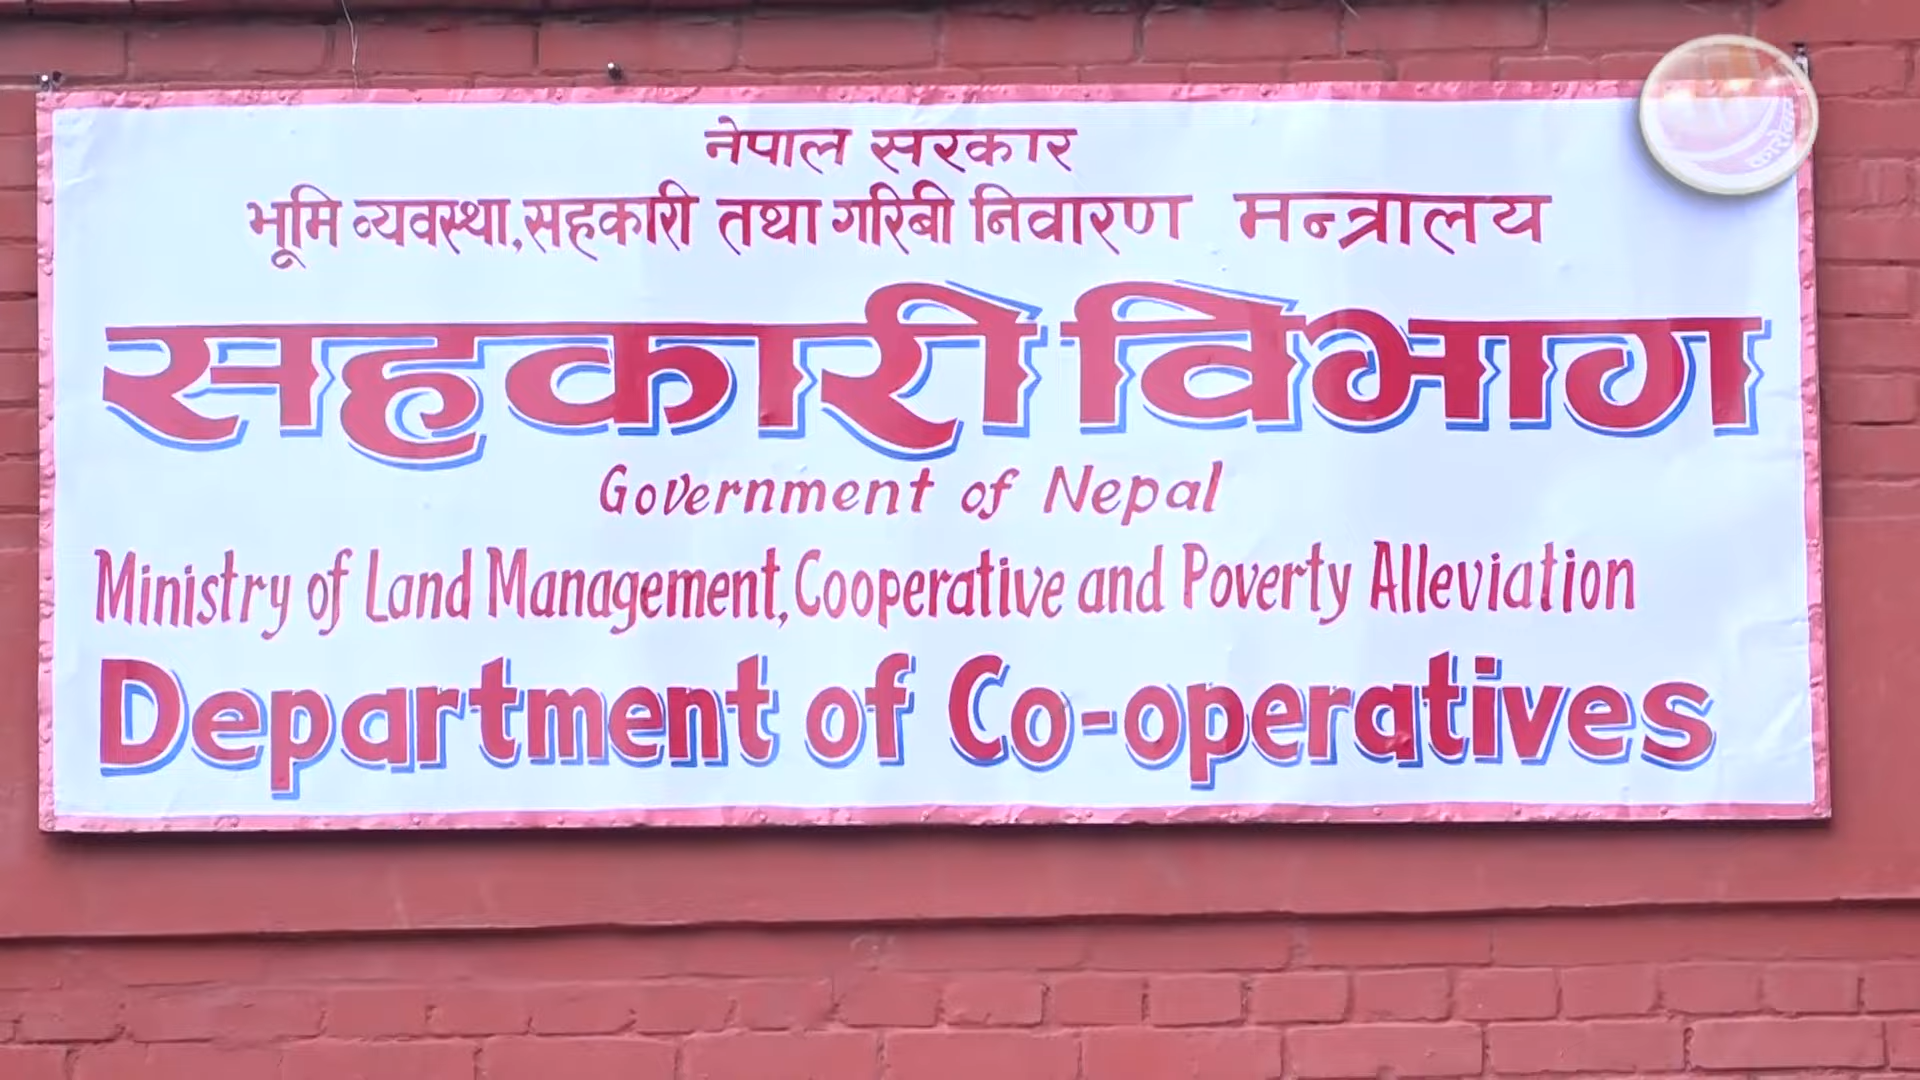 नेपाल सरकार
भूमि व्यवस्था,सहकारी तथा गरिबी निवारण मन्त्रालय
सहकारी विभाग
Government of Nepal
Ministry of Land Management,Cooperative and Poverty Alleviation
Department of Co-operatives